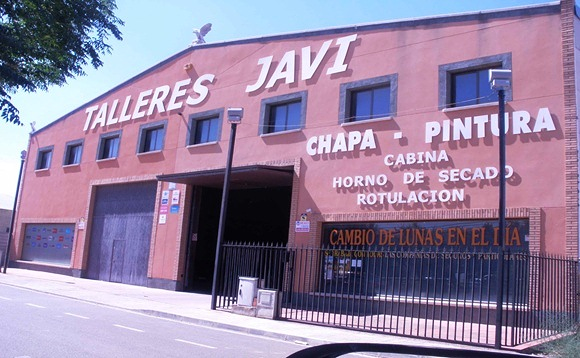 TALLERES JAVI
CHAPA - PINTURA
CABINA
HORNO DE SECADO
ROTULACION
CAMBIO DE LUNAS EN EL DIA